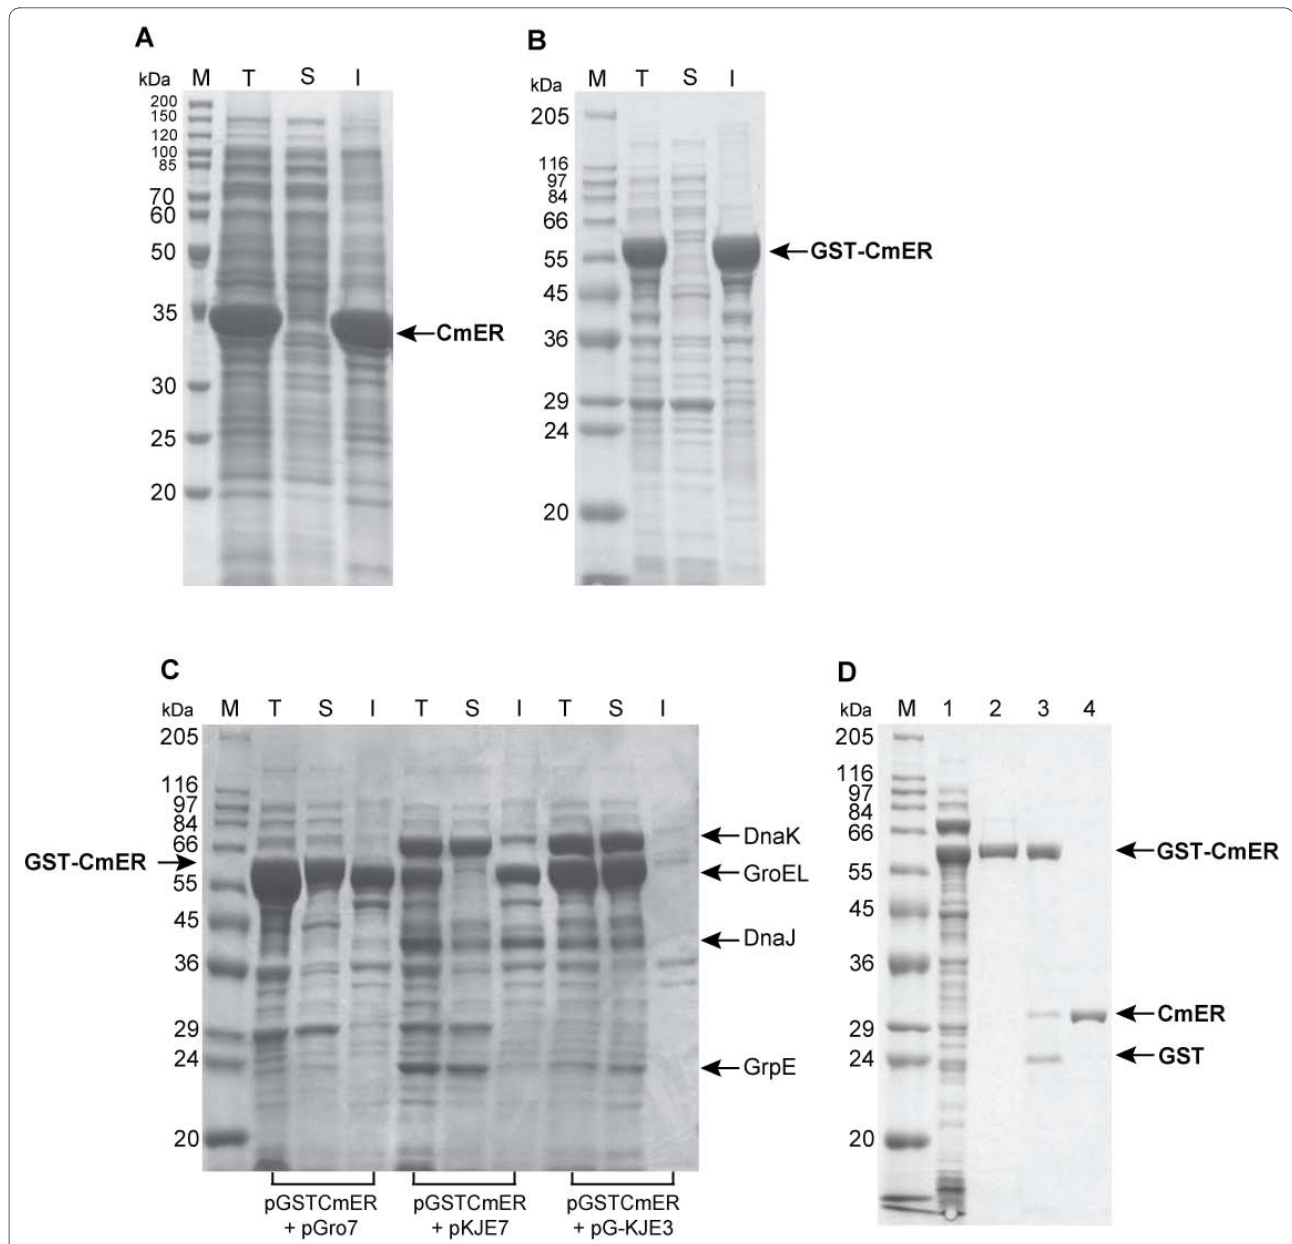 A
kDa M T S I
200
150
120
100
85
70
60
50
35
30
25
20
CmER
B
kDa M T S I
205
116
97
84
66
55
45
36
29
24
20
GST-CmER
C
kDa M T S I T S I T S I
205
116
97
84
66
55
45
36
29
24
20
GST-CmER
DnaK
GroEL
DnaJ
GrpE
pGSTCmER
+ pGro7
pGSTCmER
+ pKJE7
pGSTCmER
+ pG-KJE3
D
kDa M 1 2 3 4
205
116
97
84
66
55
45
36
29
24
20
GST-CmER
CmER
GST